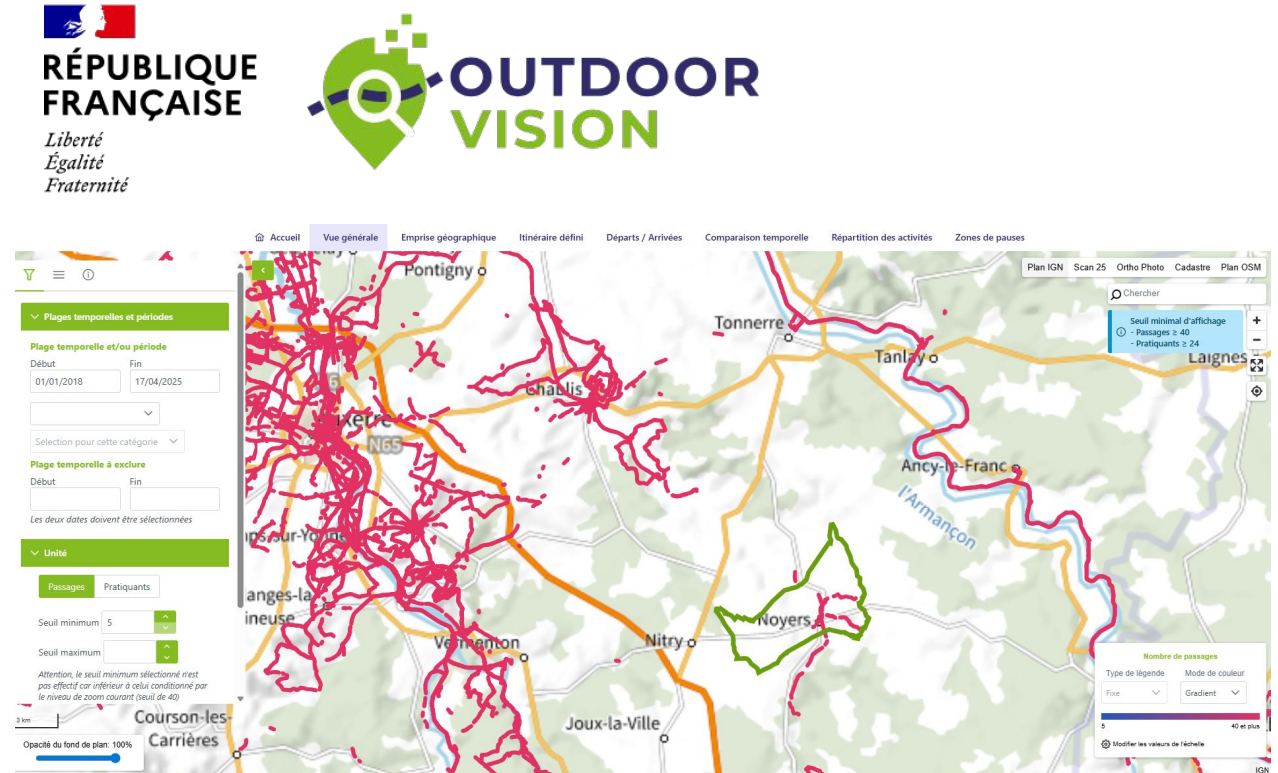 RÉPUBLIQUE
FRANÇAISE
Liberté
Égalité
Fraternité
OUTDOOR
VISION
Accueil
Vue générale
Emprise géographique
Itinéraire défini
Départs / Arrivées
Comparaison temporelle
Répartition des activités
Zones de pauses
Plages temporelles et périodes
Plage temporelle et/ou période
Début Fin
01/01/2018 17/04/2025
Selection pour cette catégorie
Plage temporelle à exclure
Début Fin
Les deux dates doivent être sélectionnées
Unité
Passages Pratiquants
Seuil minimum 5
Seuil maximum
Attention, le seuil minimum sélectionné n'est
pas effectif car inférieur à celui conditionné par
le niveau de zoom courant (seuil de 40)
3 km
Opacité du fond de plan: 100%
Plan IGN Scan 25 Ortho Photo Cadastre Plan OSM
Chercher
Seuil minimal d'affichage
- Passages ≥ 40
- Pratiquants ≥ 24
+
−
Pontigny
Tonnerre
Tanlay
Laignes
Chablis
N65
Ancy-le-Franc
l'Armançon
Noyers
Nitry
Vermenton
anges-la-
ineuse
Joux-la-Ville
Courson-les-
Carrières
Nombre de passages
Type de légende Mode de couleur
Fixe Gradient
5 40 et plus
Modifier les valeurs de l'échelle
IGN